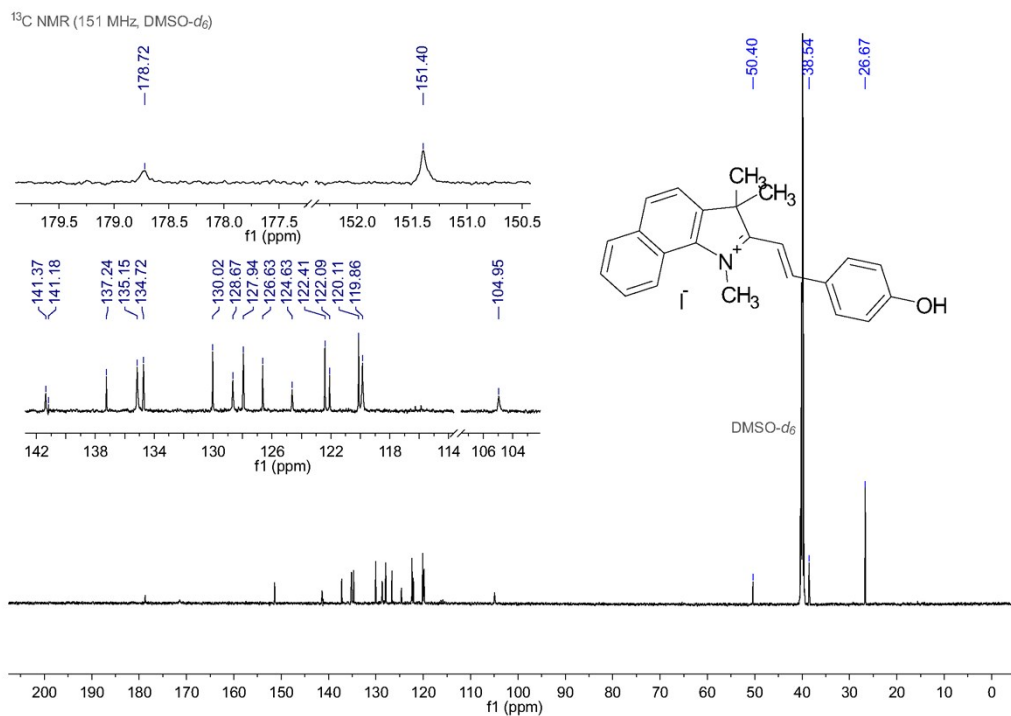 ¹³C NMR (151 MHz, DMSO-d₆)
178.72
151.40
50.40
38.54
26.67
179.5 179.0 178.5 178.0 177.5 152.0 151.5 151.0 150.5
f1 (ppm)
f1 (ppm)
141.37
141.18
137.24
135.15
134.72
130.02
128.67
127.94
126.63
124.63
122.41
122.09
120.11
119.86
104.95
142 138 134 130 126 122 118 114 106 104
f1 (ppm)
f1 (ppm)
CH₃
CH₃
N⁺
H₃C
I⁻
OH
DMSO-d₆
200 190 180 170 160 150 140 130 120 110 100 90 80 70 60 50 40 30 20 10 0
f1 (ppm)